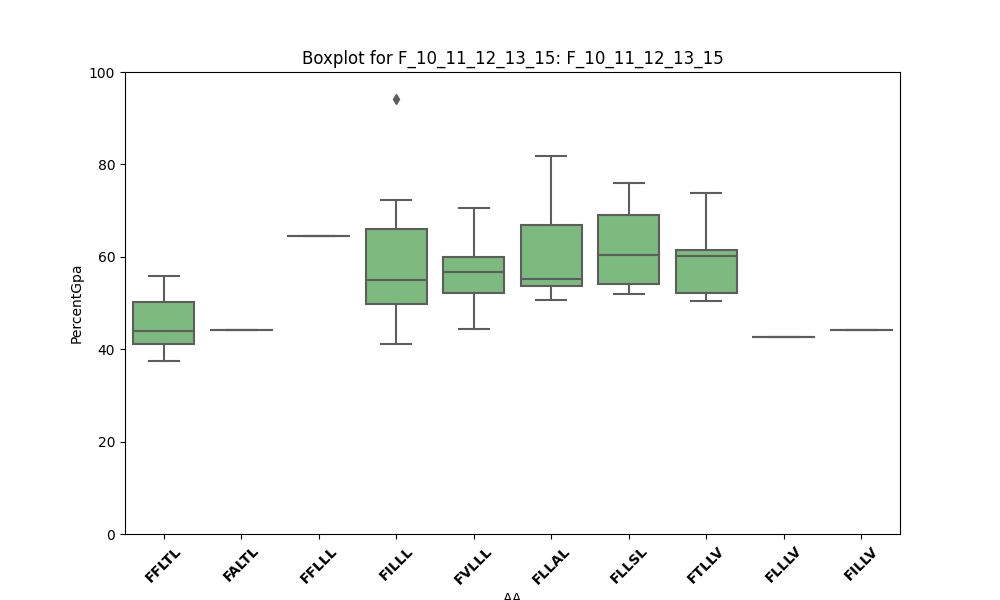 Boxplot for F_10_11_12_13_15: F_10_11_12_13_15
PercentGpa
100
80
60
40
20
0
FFLTL
FALTL
FFLLL
FILLL
FVLLL
FLLAL
FLLSL
FTLLV
FLLLV
FILLV
AA